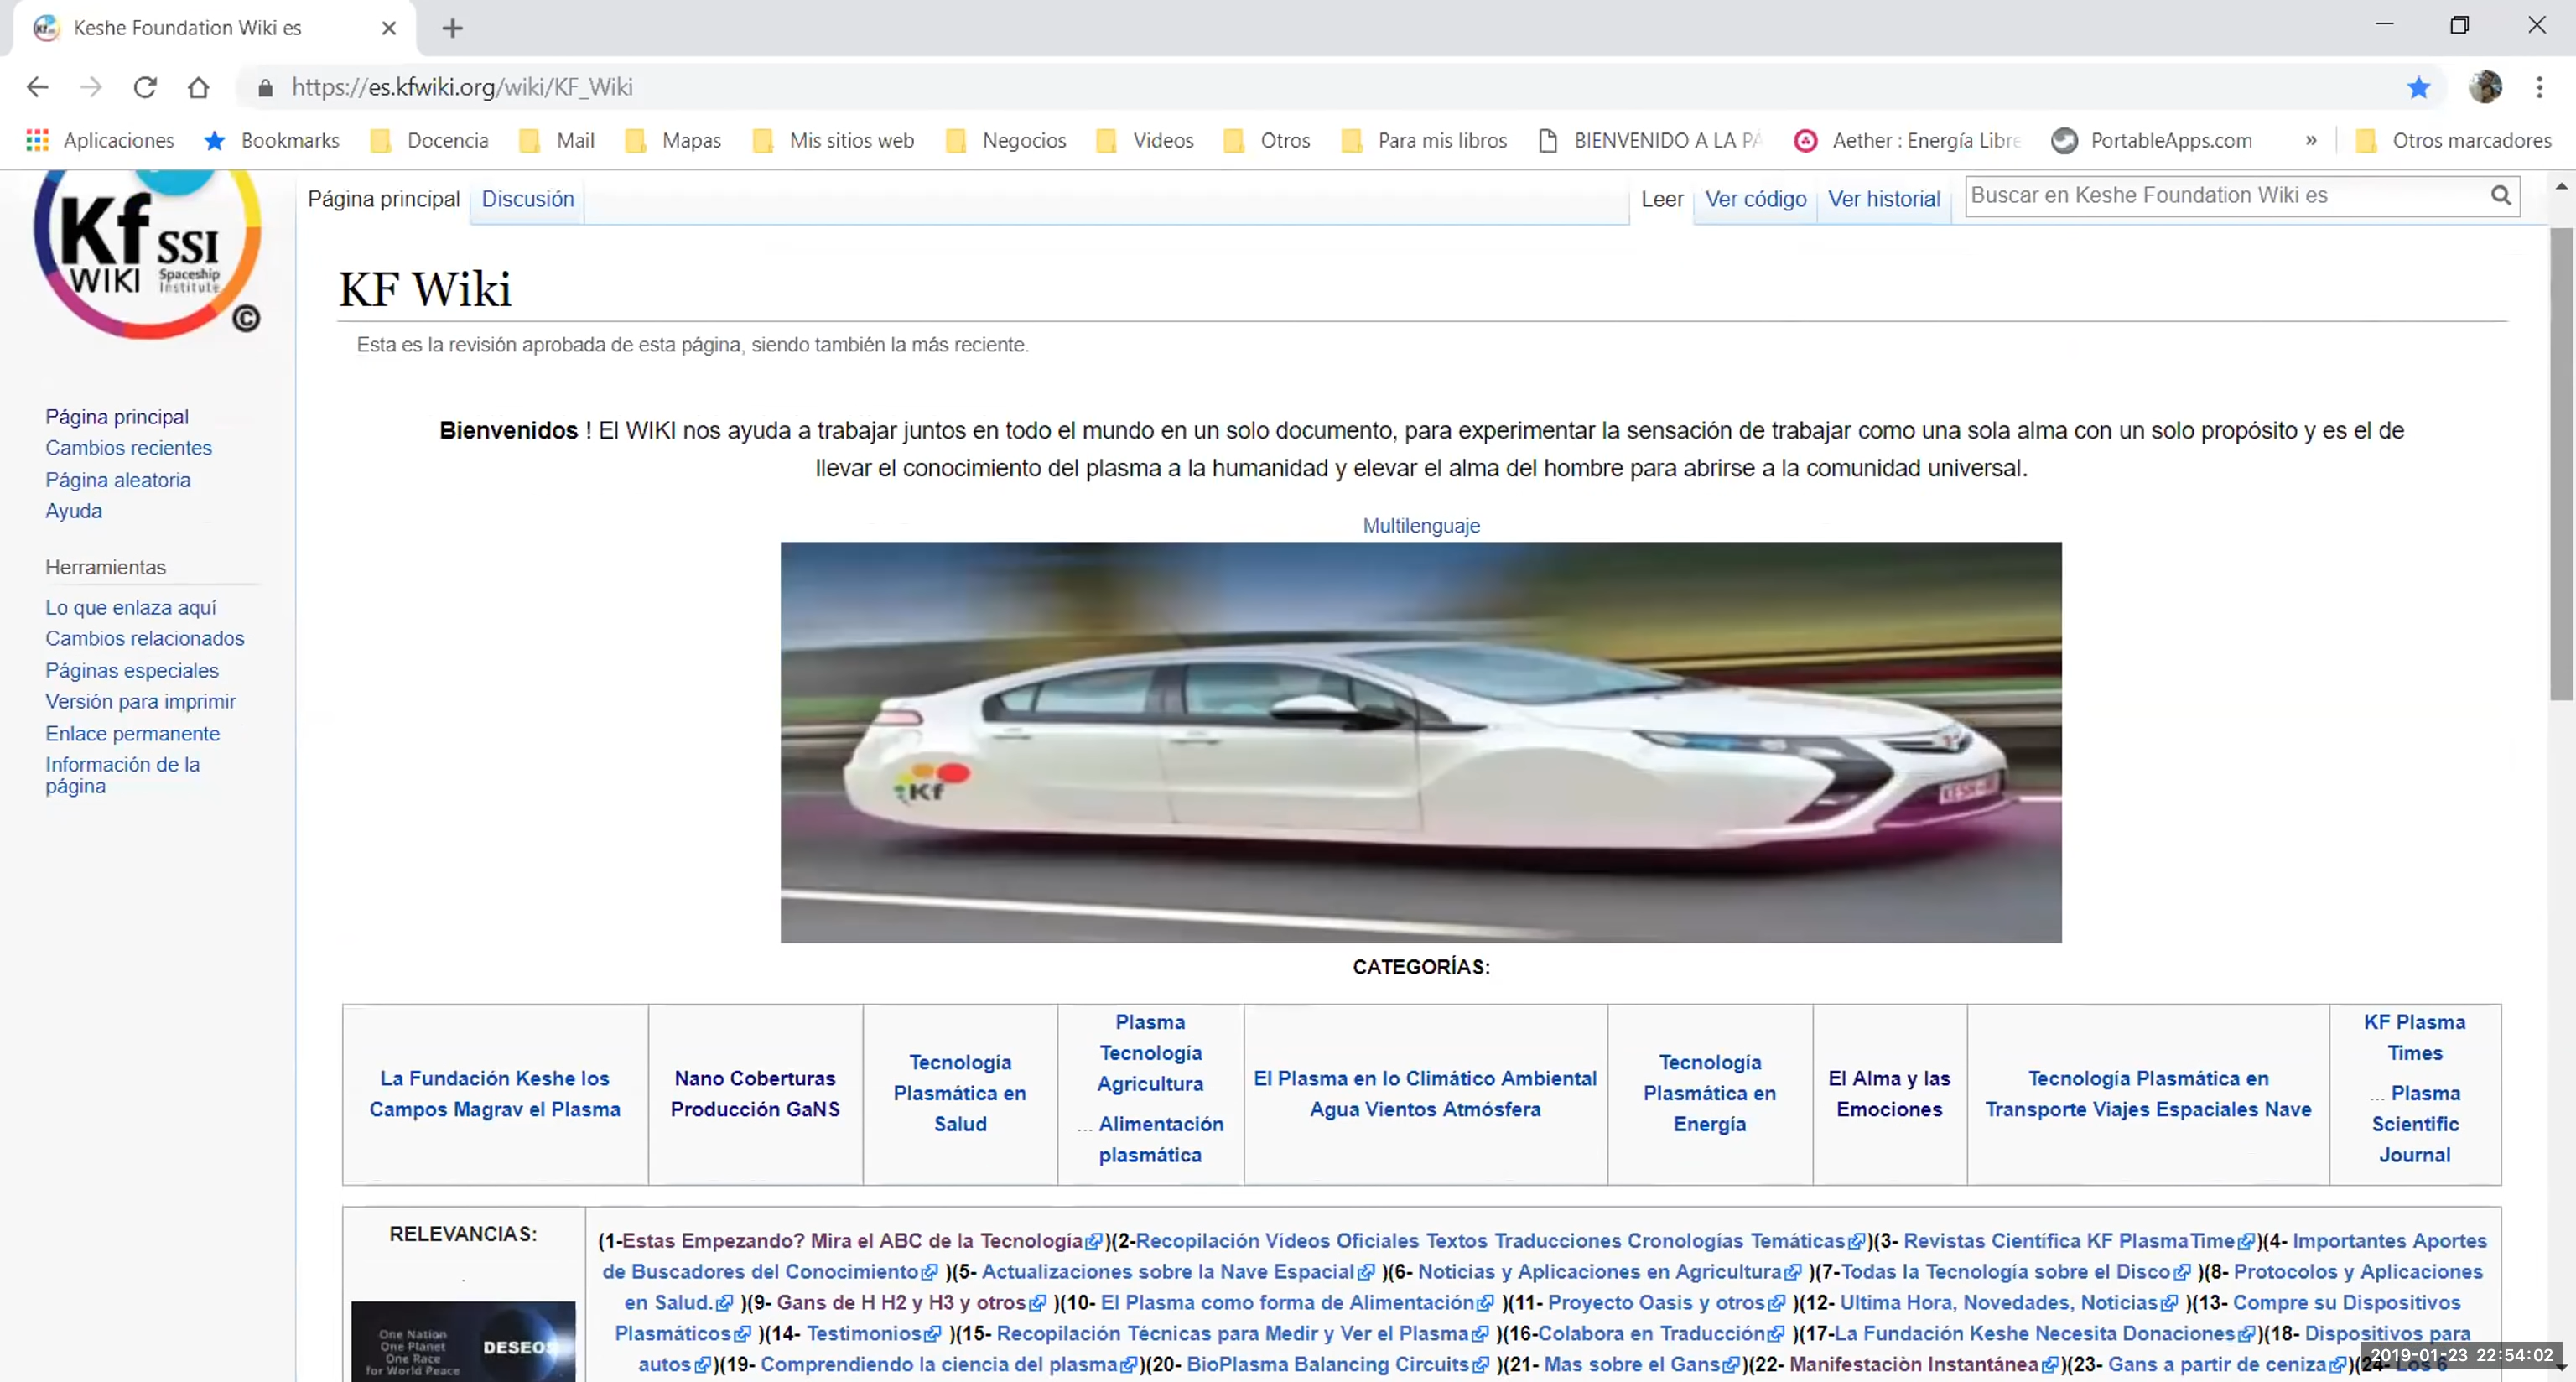 Keshe Foundation Wiki es
https://es.kfwiki.org/wiki/KF_Wiki
Aplicaciones Bookmarks Docencia Mail Mapas Mis sitios web Negocios Videos Otros Para mis libros BIENVENIDO A LA PÁ Aether : Energía Libre PortableApps.com » Otros marcadores
Kf SSI
WIKI Spaceship
Institute
©
Página principal Discusión Leer Ver código Ver historial Buscar en Keshe Foundation Wiki es
KF Wiki
Esta es la revisión aprobada de esta página, siendo también la más reciente.
Página principal
Cambios recientes
Página aleatoria
Ayuda
Herramientas
Lo que enlaza aquí
Cambios relacionados
Páginas especiales
Versión para imprimir
Enlace permanente
Información de la
página
Bienvenidos ! El WIKI nos ayuda a trabajar juntos en todo el mundo en un solo documento, para experimentar la sensación de trabajar como una sola alma con un solo propósito y es el de
llevar el conocimiento del plasma a la humanidad y elevar el alma del hombre para abrirse a la comunidad universal.
Multilenguaje
Kf
CATEGORÍAS:
La Fundación Keshe los
Campos Magrav el Plasma
Nano Coberturas
Producción GaNS
Tecnología
Plasmática en
Salud
Plasma
Tecnología
Agricultura
... Alimentación
plasmática
El Plasma en lo Climático Ambiental
Agua Vientos Atmósfera
Tecnología
Plasmática en
Energía
El Alma y las
Emociones
Tecnología Plasmática en
Transporte Viajes Espaciales Nave
KF Plasma
Times
... Plasma
Scientific
Journal
RELEVANCIAS:
.
One Nation
One Planet
One Race
for World Peace
DESEOS
(1-Estas Empezando? Mira el ABC de la Tecnología)(2-Recopilación Vídeos Oficiales Textos Traducciones Cronologías Temáticas)(3- Revistas Científica KF PlasmaTime)(4- Importantes Aportes
de Buscadores del Conocimiento )(5- Actualizaciones sobre la Nave Espacial )(6- Noticias y Aplicaciones en Agricultura )(7-Todas la Tecnología sobre el Disco )(8- Protocolos y Aplicaciones
en Salud. )(9- Gans de H H2 y H3 y otros )(10- El Plasma como forma de Alimentación )(11- Proyecto Oasis y otros )(12- Ultima Hora, Novedades, Noticias )(13- Compre su Dispositivos
Plasmáticos )(14- Testimonios )(15- Recopilación Técnicas para Medir y Ver el Plasma )(16-Colabora en Traducción )(17-La Fundación Keshe Necesita Donaciones)(18- Dispositivos para
autos )(19- Comprendiendo la ciencia del plasma)(20- BioPlasma Balancing Circuits )(21- Mas sobre el Gans)(22- Manifestaciòn Instantánea)(23- Gans a partir de ceniza)(24- Los 6
2019-01-23 22:54:02